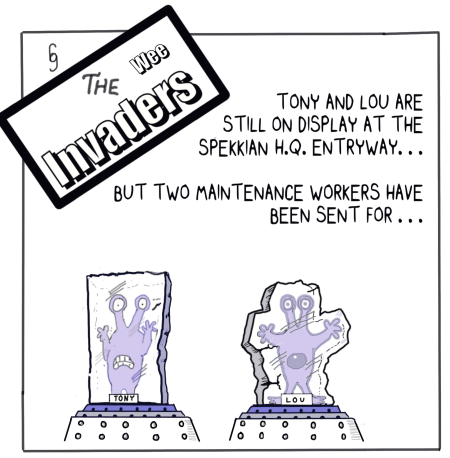 THE
Wee
Invaders
TONY AND LOU ARE
STILL ON DISPLAY AT THE
SPEKKIAN H.Q. ENTRYWAY...
BUT TWO MAINTENANCE WORKERS HAVE
BEEN SENT FOR...
TONY
LOU